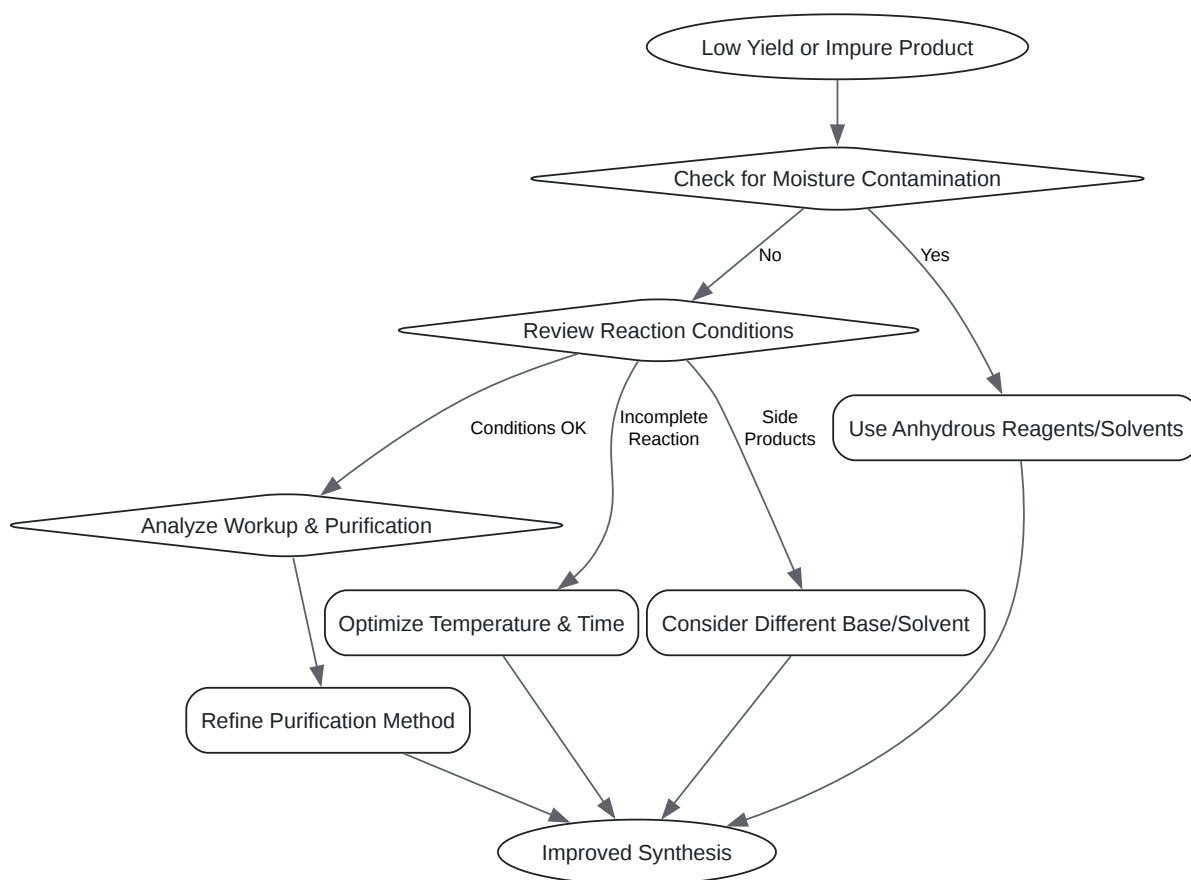 Low Yield or Impure Product
Check for Moisture Contamination
No
Yes
Review Reaction Conditions
Conditions OK
Incomplete
Reaction
Side
Products
Use Anhydrous Reagents/Solvents
Analyze Workup & Purification
Optimize Temperature & Time
Consider Different Base/Solvent
Refine Purification Method
Improved Synthesis